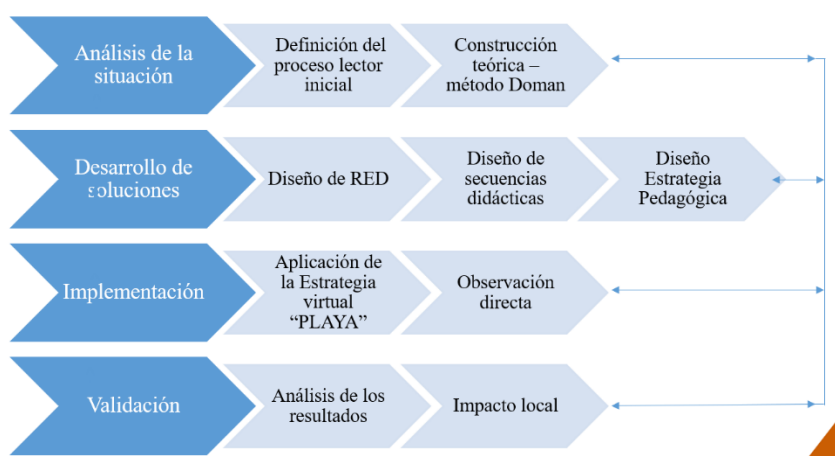 Análisis de la
situación
Definición del
proceso lector
inicial
Construcción
teórica –
método Doman
Desarrollo de
soluciones
Diseño de RED
Diseño de
secuencias
didácticas
Diseño
Estrategia
Pedagógica
Implementación
Aplicación de
la Estrategia
virtual
“PLAYA”
Observación
directa
Validación
Análisis de los
resultados
Impacto local